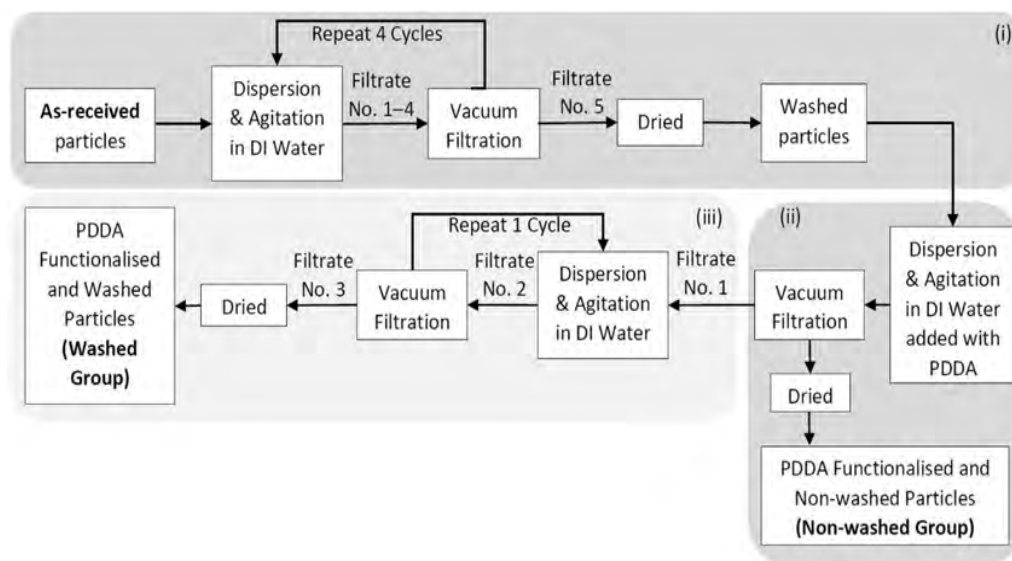 (i)
Repeat 4 Cycles
As-received
particles
Dispersion
& Agitation
in DI Water
Filtrate
No. 1–4
Vacuum
Filtration
Filtrate
No. 5
Dried
Washed
particles
(ii)
Dispersion
& Agitation
in DI Water
added with
PDDA
Vacuum
Filtration
Dried
PDDA Functionalised and
Non-washed Particles
(Non-washed Group)
(iii)
Repeat 1 Cycle
Filtrate
No. 1
Dispersion
& Agitation
in DI Water
Filtrate
No. 2
Vacuum
Filtration
Filtrate
No. 3
Dried
PDDA
Functionalised
and Washed
Particles
(Washed
Group)